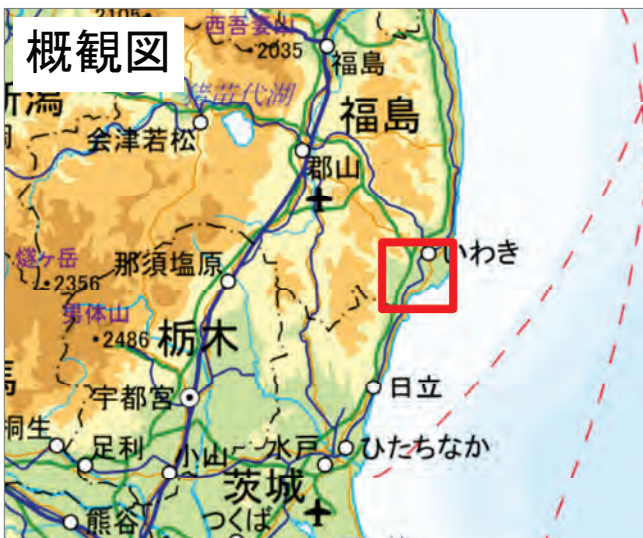 概観図
2105
西吾妻山
2035
福島
猪苗代湖
福島
会津若松
郡山
いわき
燧ヶ岳
2356
那須塩原
男体山
2486
栃木
宇都宮
日立
桐生
足利
小山
水戸
ひたちなか
茨城
熊谷
つくば